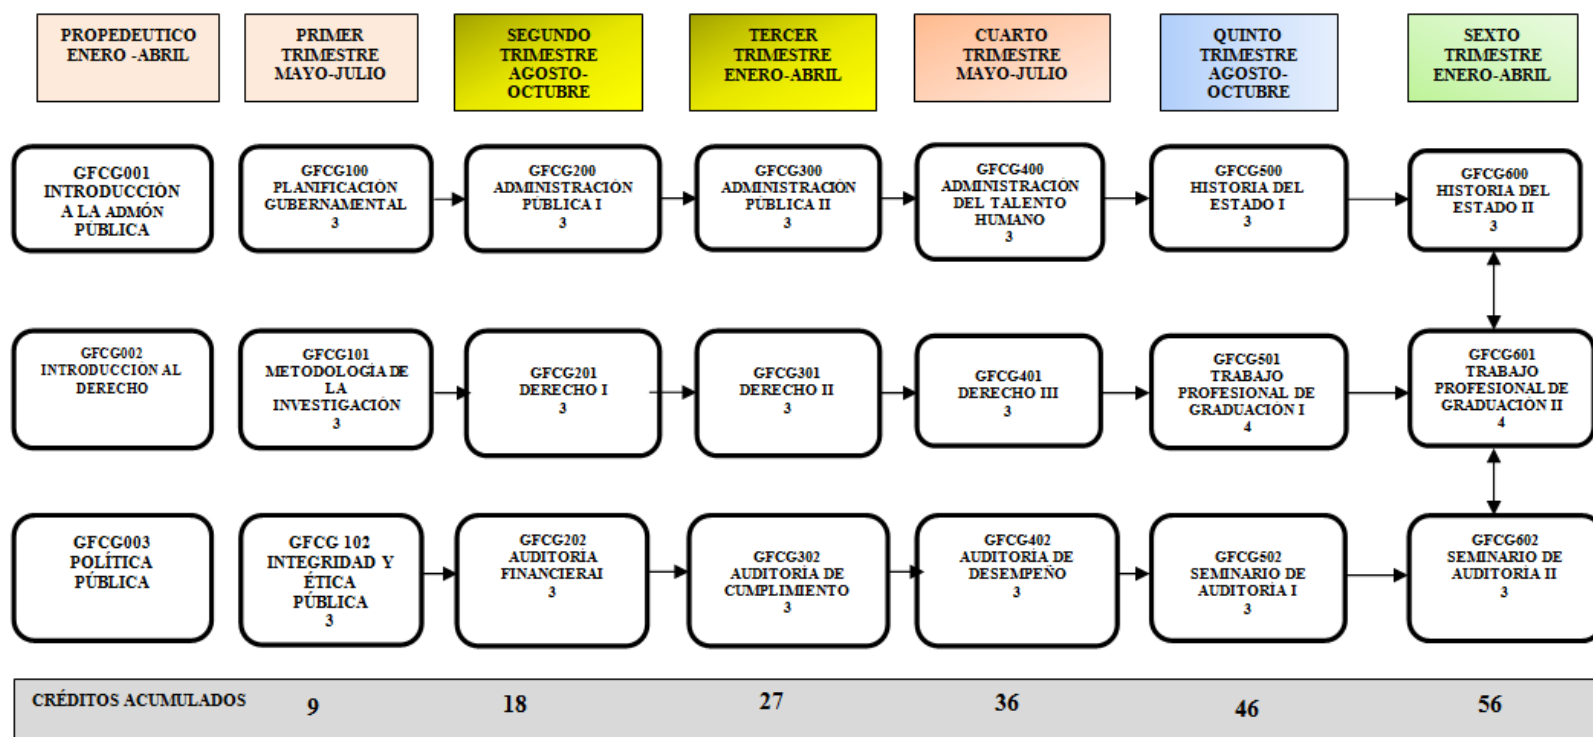 PROPEDEUTICO
ENERO -ABRIL
PRIMER
TRIMESTRE
MAYO-JULIO
SEGUNDO
TRIMESTRE
AGOSTO-
OCTUBRE
TERCER
TRIMESTRE
ENERO-ABRIL
CUARTO
TRIMESTRE
MAYO-JULIO
QUINTO
TRIMESTRE
AGOSTO-
OCTUBRE
SEXTO
TRIMESTRE
ENERO-ABRIL
GFCG001
INTRODUCCIÓN
A LA ADMÓN
PÚBLICA
GFCG100
PLANIFICACIÓN
GUBERNAMENTAL
3
GFCG200
ADMINISTRACIÓN
PÚBLICA I
3
GFCG300
ADMINISTRACIÓN
PÚBLICA II
3
GFCG400
ADMINISTRACIÓN
DEL TALENTO
HUMANO
3
GFCG500
HISTORIA DEL
ESTADO I
3
GFCG600
HISTORIA DEL
ESTADO II
3
GFCG002
INTRODUCCIÓN AL
DERECHO
GFCG101
METODOLOGÍA DE
LA
INVESTIGACIÓN
3
GFCG201
DERECHO I
3
GFCG301
DERECHO II
3
GFCG401
DERECHO III
3
GFCG501
TRABAJO
PROFESIONAL DE
GRADUACIÓN I
4
GFCG601
TRABAJO
PROFESIONAL DE
GRADUACIÓN II
4
GFCG003
POLÍTICA
PÚBLICA
GFCG 102
INTEGRIDAD Y
ÉTICA
PÚBLICA
3
GFCG202
AUDITORÍA
FINANCIERAI
3
GFCG302
AUDITORÍA DE
CUMPLIMIENTO
3
GFCG402
AUDITORÍA DE
DESEMPEÑO
3
GFCG502
SEMINARIO DE
AUDITORÍA I
3
GFCG602
SEMINARIO DE
AUDITORÍA II
3
CRÉDITOS ACUMULADOS 9 18 27 36 46 56